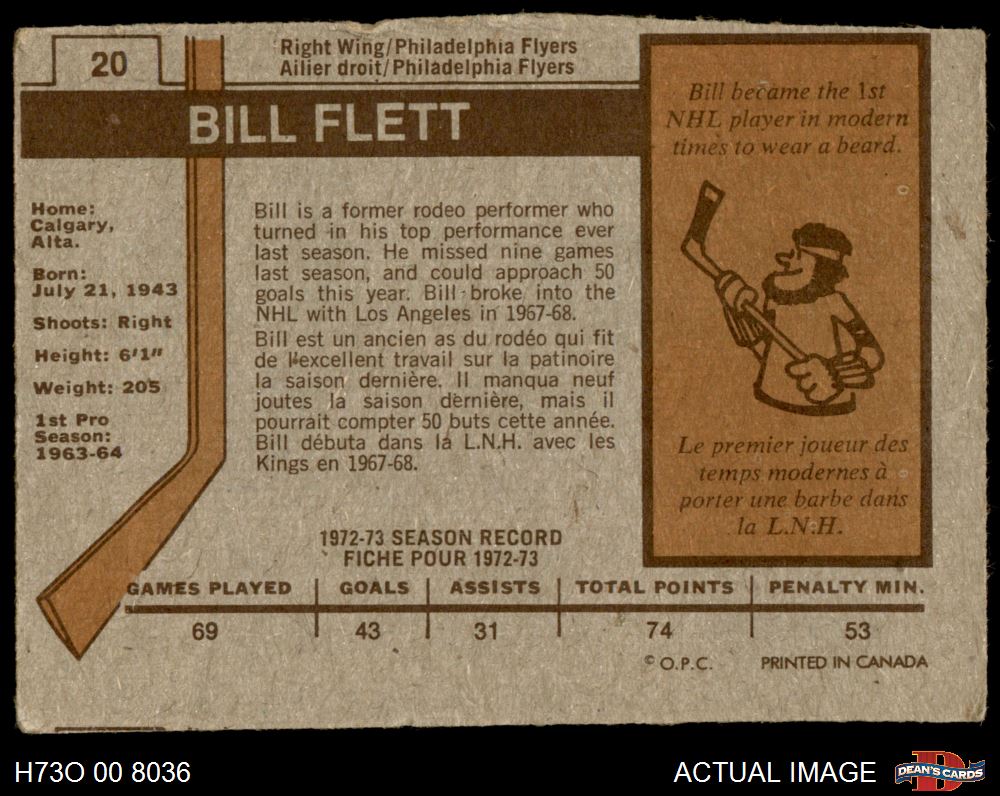 20
Right Wing/Philadelphia Flyers
Ailier droit/Philadelphia Flyers
BILL FLETT
Home:
Calgary,
Alta.
Born:
July 21, 1943
Shoots: Right
Height: 6'1"
Weight: 205
1st Pro
Season:
1963-64
Bill is a former rodeo performer who
turned in his top performance ever
last season. He missed nine games
last season, and could approach 50
goals this year. Bill broke into the
NHL with Los Angeles in 1967-68.
Bill est un ancien as du rodéo qui fit
de l'excellent travail sur la patinoire
la saison dernière. Il manqua neuf
joutes la saison dernière, mais il
pourrait compter 50 buts cette année.
Bill débuta dans la L.N.H. avec les
Kings en 1967-68.
Bill became the 1st
NHL player in modern
times to wear a beard.
Le premier joueur des
temps modernes à
porter une barbe dans
la L.N.H.
1972-73 SEASON RECORD
FICHE POUR 1972-73
GAMES PLAYED GOALS ASSISTS TOTAL POINTS PENALTY MIN.
69 43 31 74 53
© O.P.C. PRINTED IN CANADA
H73O 00 8036 ACTUAL IMAGE DEAN'S CARDS